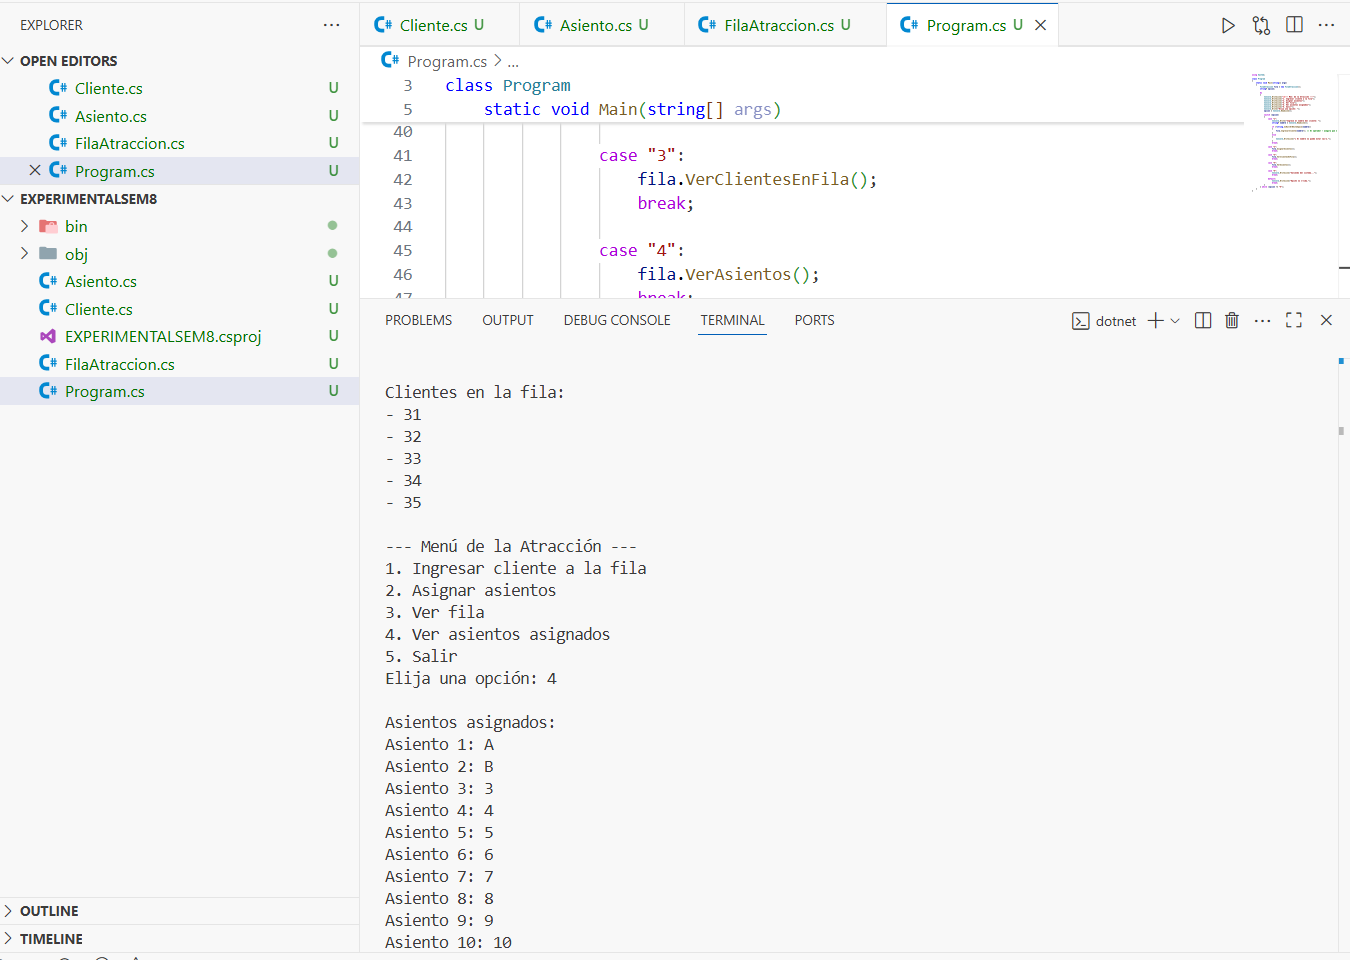 EXPLORER
OPEN EDITORS
Cliente.cs U
Asiento.cs U
FilaAtraccion.cs U
Program.cs U
EXPERIMENTALSEM8
bin
obj
Asiento.cs U
Cliente.cs U
EXPERIMENTALSEM8.csproj U
FilaAtraccion.cs U
Program.cs U
OUTLINE
TIMELINE
Cliente.cs U Asiento.cs U FilaAtraccion.cs U Program.cs U
Program.cs > ...
3 class Program
5 static void Main(string[] args)
40
41 case "3":
42 fila.VerClientesEnFila();
43 break;
44
45 case "4":
46 fila.VerAsientos();
47 break;
PROBLEMS OUTPUT DEBUG CONSOLE TERMINAL PORTS dotnet
Clientes en la fila:
- 31
- 32
- 33
- 34
- 35
--- Menú de la Atracción ---
1. Ingresar cliente a la fila
2. Asignar asientos
3. Ver fila
4. Ver asientos asignados
5. Salir
Elija una opción: 4
Asientos asignados:
Asiento 1: A
Asiento 2: B
Asiento 3: 3
Asiento 4: 4
Asiento 5: 5
Asiento 6: 6
Asiento 7: 7
Asiento 8: 8
Asiento 9: 9
Asiento 10: 10